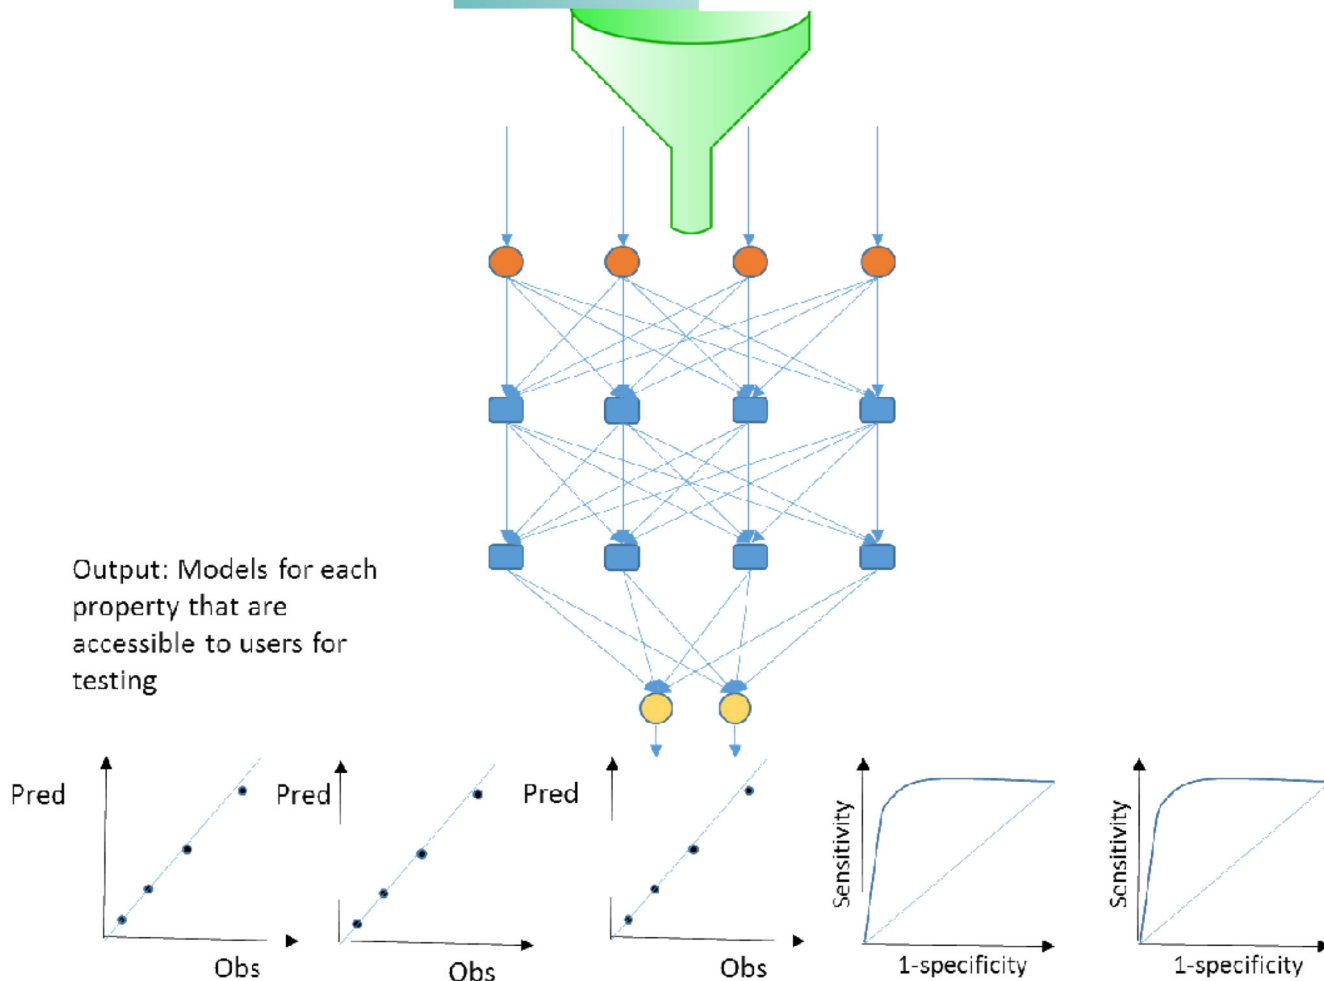 Output: Models for each
property that are
accessible to users for
testing
Pred
Obs
Pred
Obs
Pred
Obs
Sensitivity
1-specificity
Sensitivity
1-specificity